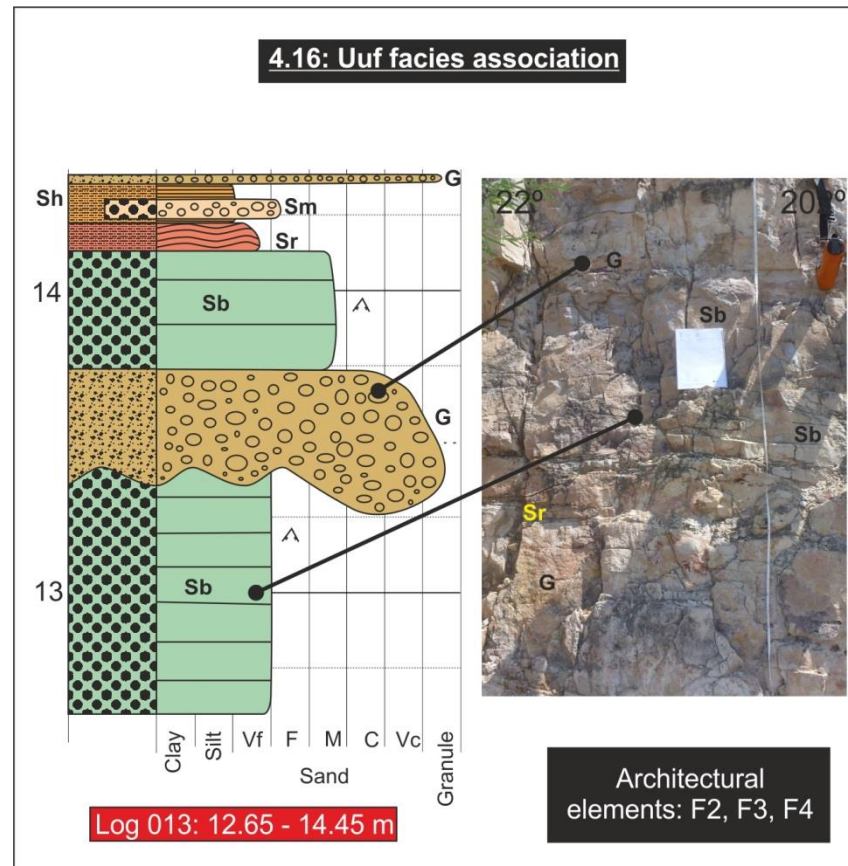 4.16: Uuf facies association
G
Sh
Sm
Sr
14
Sb
G
13
Sb
Clay
Silt
Vf
F
M
C
Vc
Granule
Sand
22º
G
Sb
Sb
Sr
G
Log 013: 12.65 - 14.45 m
Architectural
elements: F2, F3, F4